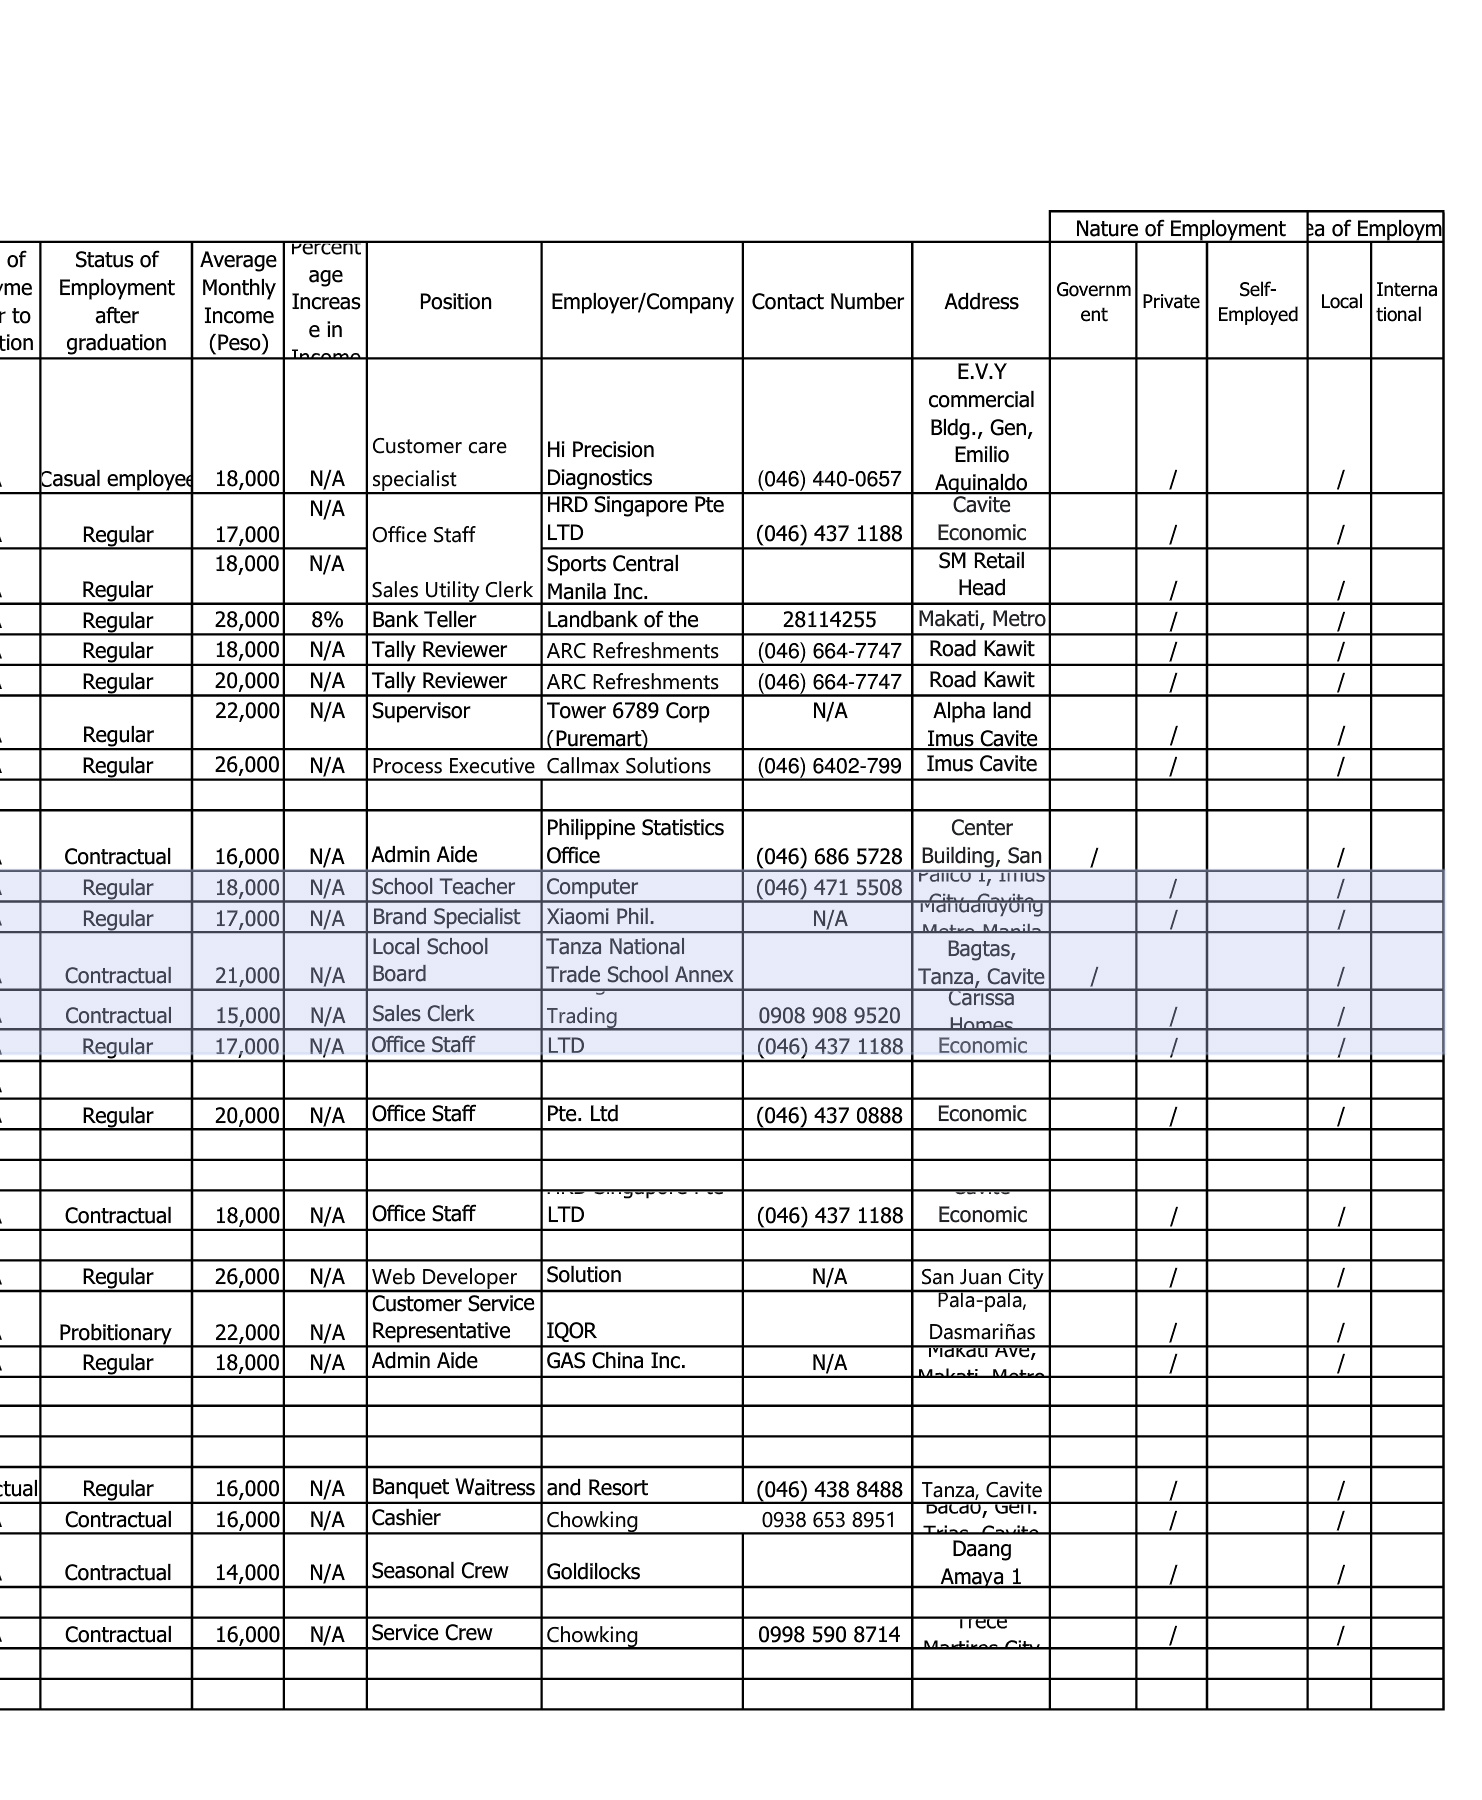 Nature of Employment ea of Employm
of Status of Average Percent
yme Employment Monthly age Position Employer/Company Contact Number Address Governm Private Self- Local Interna
r to after Income Increas ent Employed tional
tion graduation (Peso) e in
Income
E.V.Y
commercial
Bldg., Gen,
Customer care Hi Precision Emilio
Casual employee 18,000 N/A specialist Diagnostics (046) 440-0657 Aguinaldo / /
N/A HRD Singapore Pte Cavite
Regular 17,000 Office Staff LTD (046) 437 1188 Economic / /
18,000 N/A Sports Central SM Retail
Regular Sales Utility Clerk Manila Inc. Head / /
Regular 28,000 8% Bank Teller Landbank of the 28114255 Makati, Metro / /
Regular 18,000 N/A Tally Reviewer ARC Refreshments (046) 664-7747 Road Kawit / /
Regular 20,000 N/A Tally Reviewer ARC Refreshments (046) 664-7747 Road Kawit / /
22,000 N/A Supervisor Tower 6789 Corp N/A Alpha land
Regular (Puremart) Imus Cavite / /
Regular 26,000 N/A Process Executive Callmax Solutions (046) 6402-799 Imus Cavite / /
Philippine Statistics Center
Contractual 16,000 N/A Admin Aide Office (046) 686 5728 Building, San / /
Regular 18,000 N/A School Teacher Computer (046) 471 5508 Palico 1, Imus City, Cavite / /
Regular 17,000 N/A Brand Specialist Xiaomi Phil. N/A Mandaluyong Metro Manila / /
Local School Tanza National Bagtas,
Contractual 21,000 N/A Board Trade School Annex Tanza, Cavite / /
Carissa
Contractual 15,000 N/A Sales Clerk Trading 0908 908 9520 Homes / /
Regular 17,000 N/A Office Staff LTD (046) 437 1188 Economic / /
Regular 20,000 N/A Office Staff Pte. Ltd (046) 437 0888 Economic / /
HRD Singapore Pte Cavite
Contractual 18,000 N/A Office Staff LTD (046) 437 1188 Economic / /
Regular 26,000 N/A Web Developer Solution N/A San Juan City / /
Customer Service Pala-pala,
Probitionary 22,000 N/A Representative IQOR Dasmariñas / /
Regular 18,000 N/A Admin Aide GAS China Inc. N/A Makati Ave, Makati, Metro / /
ctual Regular 16,000 N/A Banquet Waitress and Resort (046) 438 8488 Tanza, Cavite / /
Contractual 16,000 N/A Cashier Chowking 0938 653 8951 Bacao, Gen. Trias, Cavite / /
Daang
Contractual 14,000 N/A Seasonal Crew Goldilocks Amaya 1 / /
Contractual 16,000 N/A Service Crew Chowking 0998 590 8714 Trece Martires City / /